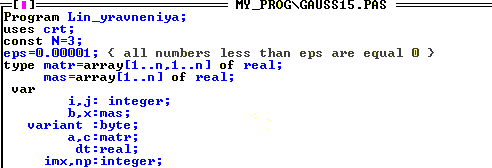 MY_PROG\GAUSS15.PAS
Program Lin_yravneniya;
uses crt;
const N=3;
eps=0.00001; { all numbers less than eps are equal 0 }
type matr=array[1..n,1..n] of real;
mas=array[1..n] of real;
var
i,j: integer;
b,x:mas;
variant :byte;
a,c:matr;
dt:real;
imx,np:integer;